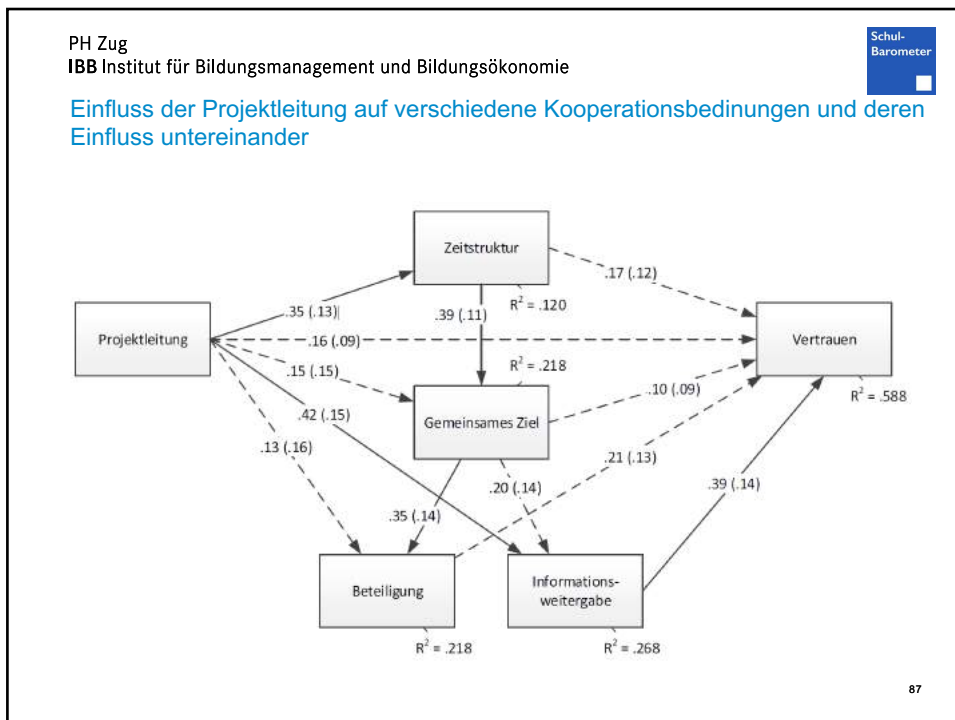 PH Zug
IBB Institut für Bildungsmanagement und Bildungsökonomie
Schul-
Barometer
Einfluss der Projektleitung auf verschiedene Kooperationsbedinungen und deren
Einfluss untereinander
Zeitstruktur
.17 (.12)
R² = .120
.35 (.13)
.39 (.11)
Projektleitung
.16 (.09)
Vertrauen
R² = .218
.15 (.15)
.10 (.09)
R² = .588
.42 (.15)
Gemeinsames Ziel
.13 (.16)
.21 (.13)
.20 (.14)
.39 (.14)
.35 (.14)
Beteiligung
Informations-
weitergabe
R² = .218
R² = .268
87